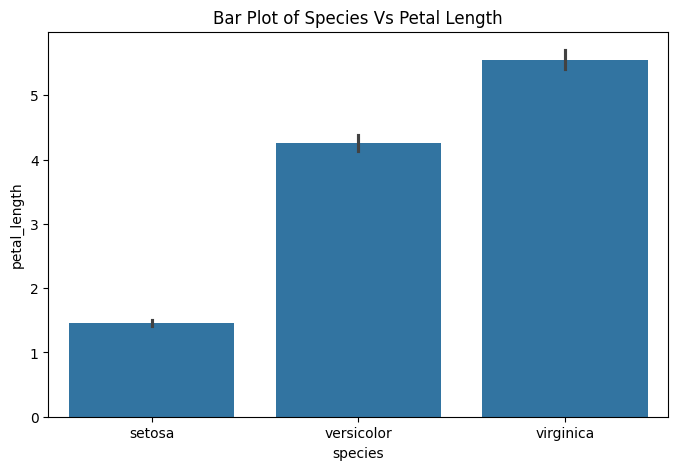 Bar Plot of Species Vs Petal Length
petal_length
5
4
3
2
1
0
setosa versicolor virginica
species